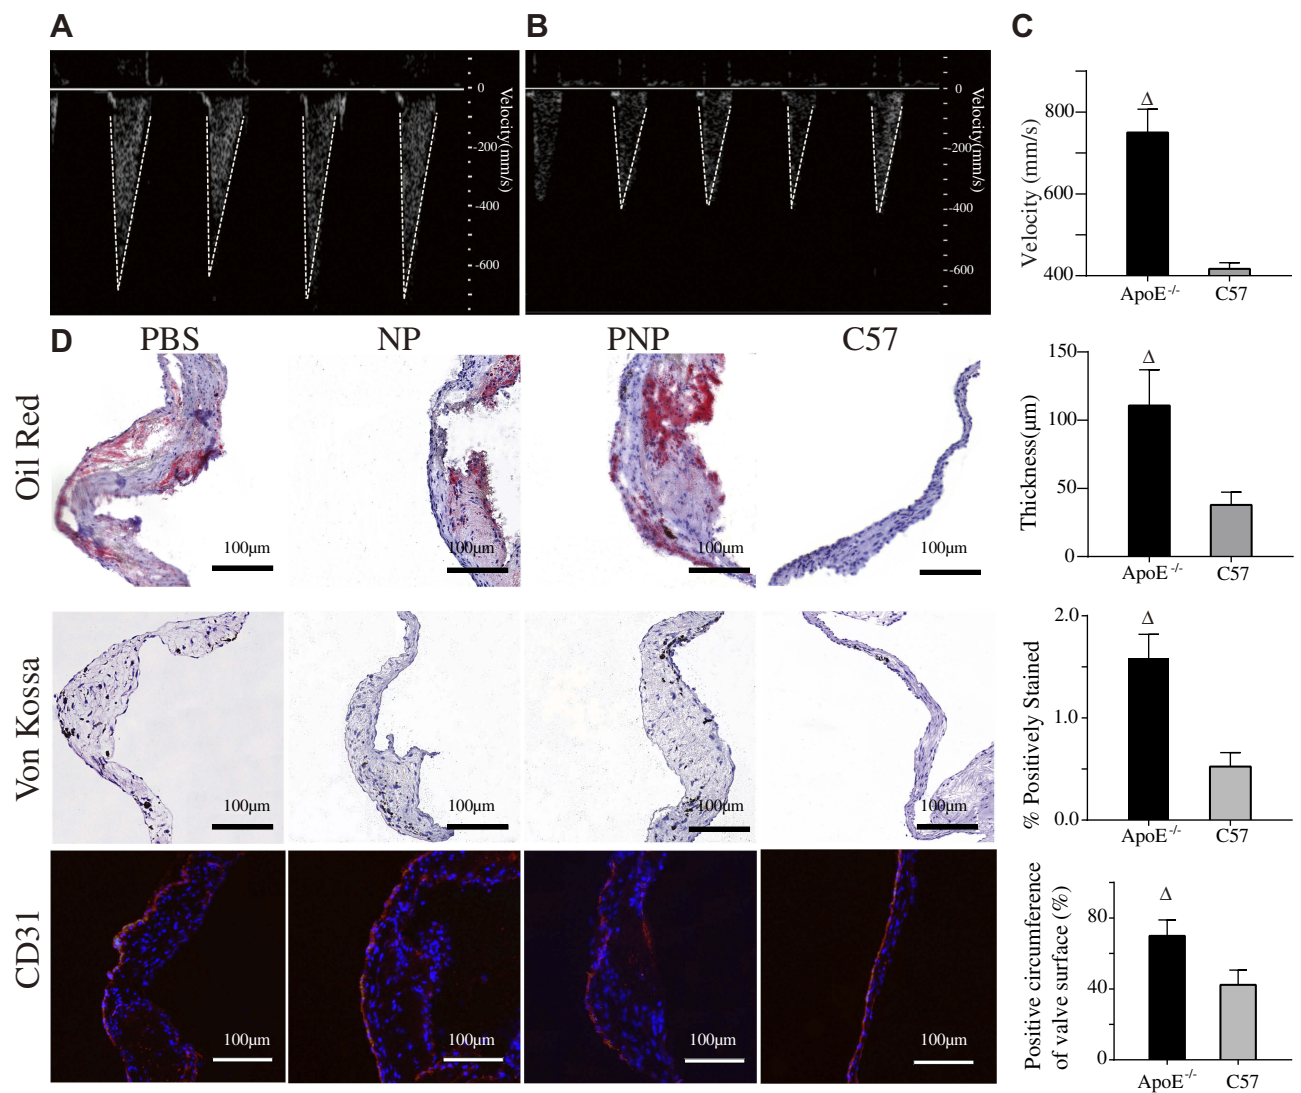 A
B
C
0
-200
-400
-600
Velocity(mm/s)
0
-200
-400
-600
Velocity(mm/s)
Velocity (mm/s)
800
600
400
Δ
ApoE-/-
C57
D
PBS
NP
PNP
C57
Oil Red
100μm
100μm
100μm
100μm
Thickness(μm)
150
100
50
0
Δ
ApoE-/-
C57
Von Kossa
100μm
100μm
100μm
100μm
% Positively Stained
2.0
1.0
0.0
Δ
ApoE-/-
C57
CD31
100μm
100μm
100μm
100μm
Positive circumference
of valve surface (%)
80
40
0
Δ
ApoE-/-
C57